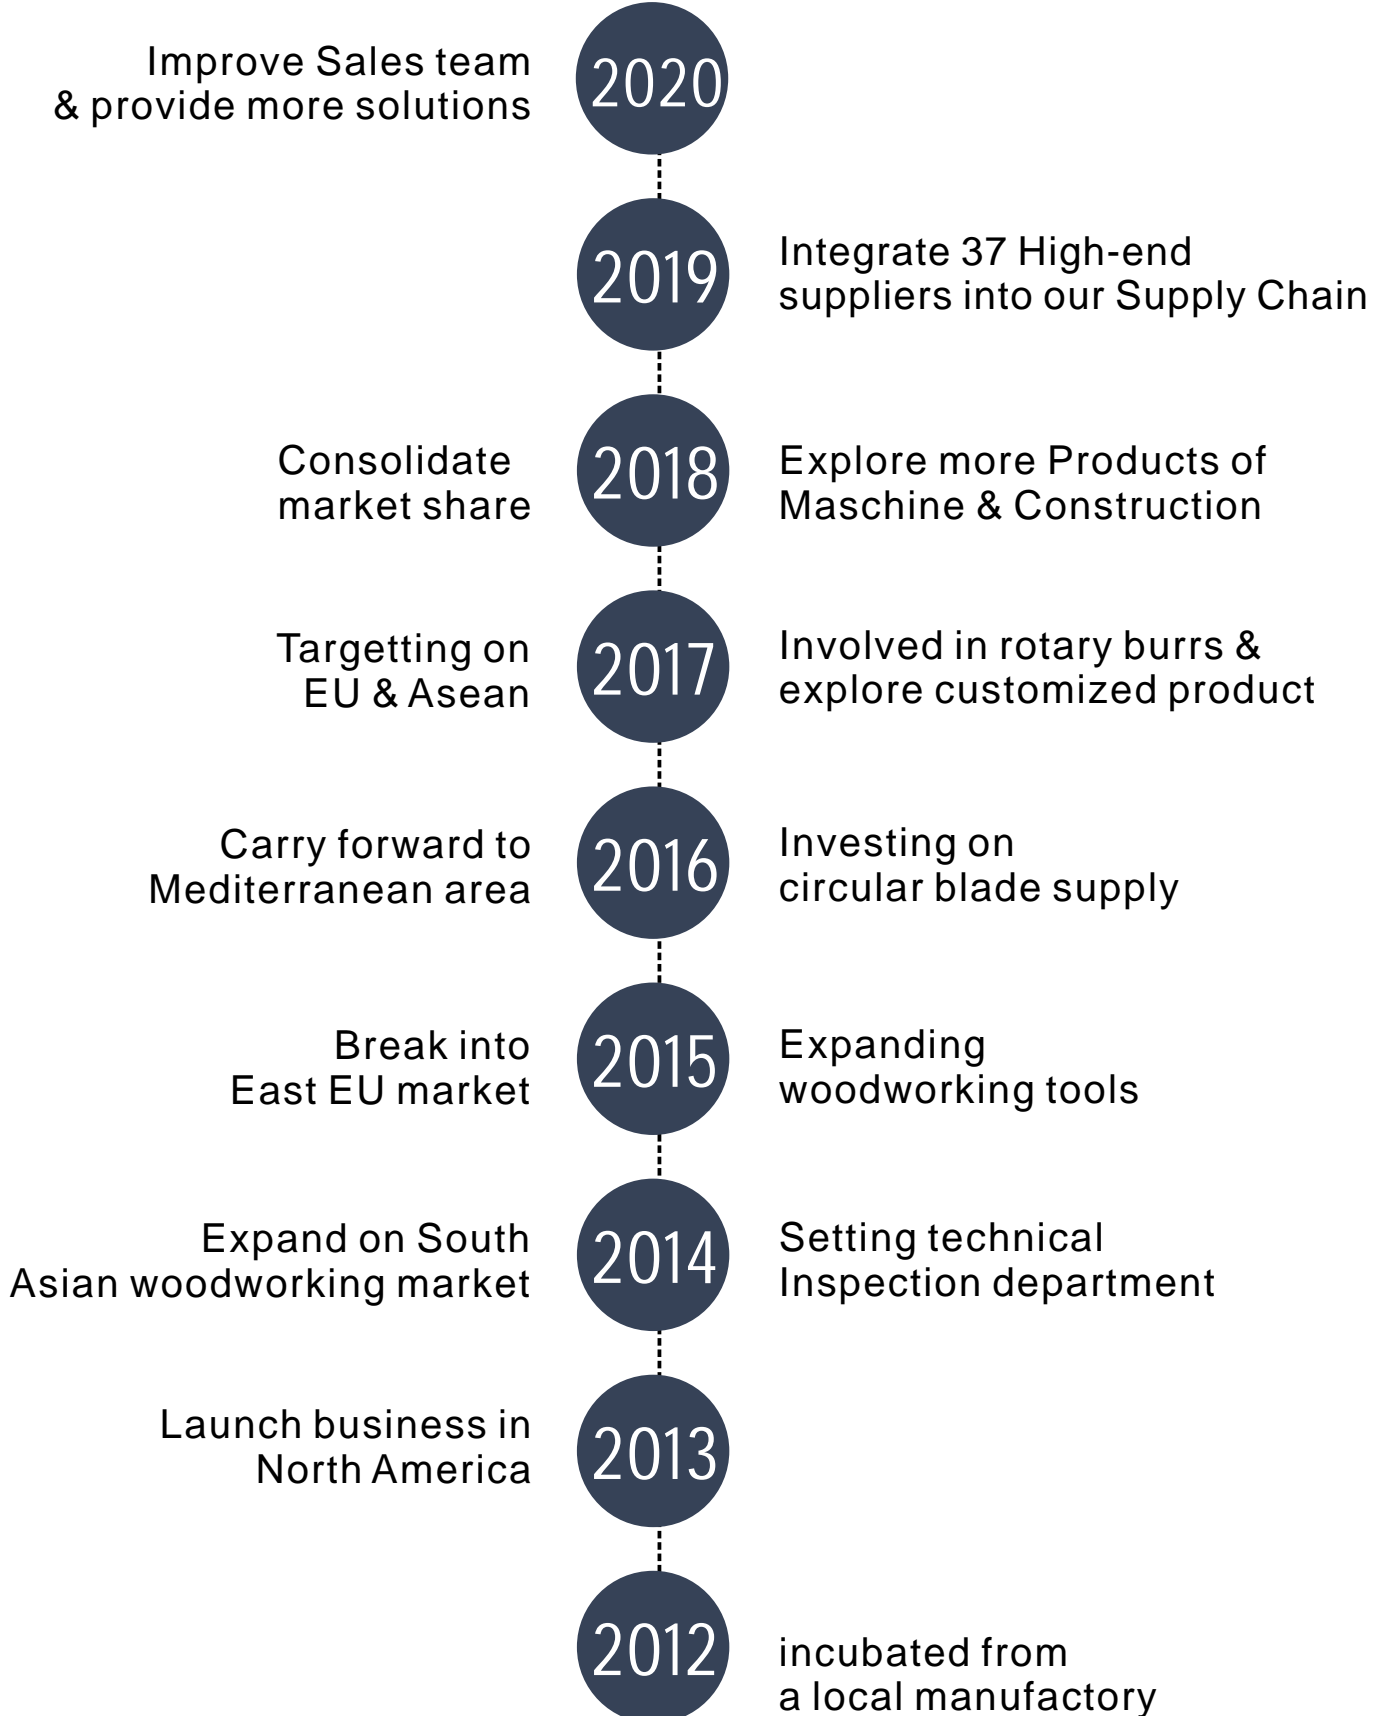 Improve Sales team
& provide more solutions
2020
2019
Integrate 37 High-end
suppliers into our Supply Chain
Consolidate
market share
2018
Explore more Products of
Maschine & Construction
Targetting on
EU & Asean
2017
Involved in rotary burrs &
explore customized product
Carry forward to
Mediterranean area
2016
Investing on
circular blade supply
Break into
East EU market
2015
Expanding
woodworking tools
Expand on South
Asian woodworking market
2014
Setting technical
Inspection department
Launch business in
North America
2013
2012
incubated from
a local manufactory